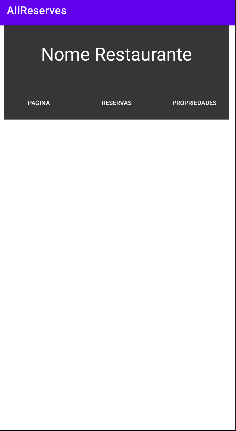 AllReserves
Nome Restaurante
PAGINA RESERVAS PROPRIEDADES